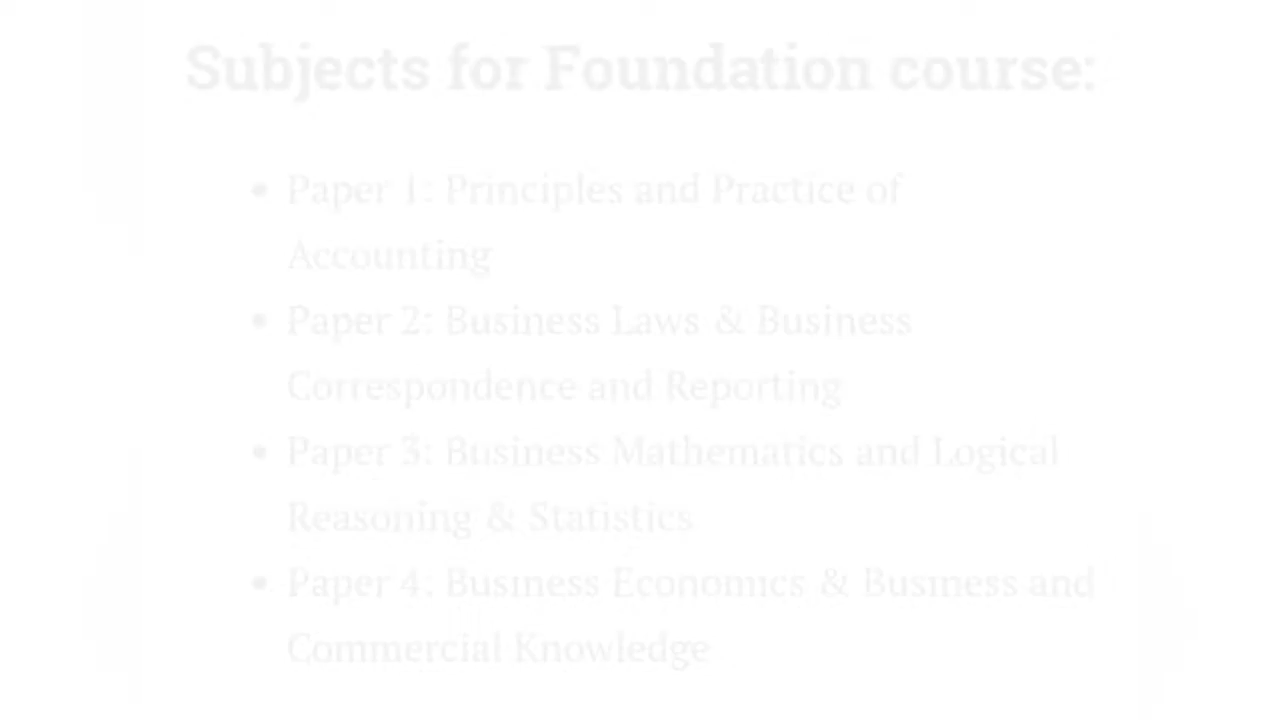 Subjects for Foundation course:
• Paper 1: Principles and Practice of
Accounting
• Paper 2: Business Laws & Business
Correspondence and Reporting
• Paper 3: Business Mathematics and Logical
Reasoning & Statistics
• Paper 4: Business Economics & Business and
Commercial Knowledge